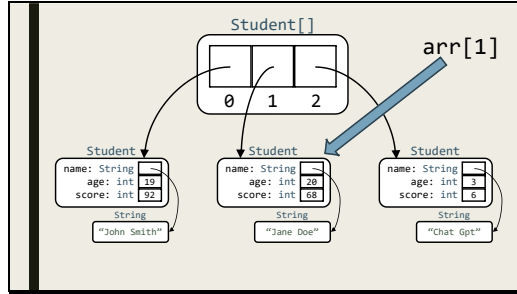 Student[]
arr[1]
0 1 2
Student Student Student
name: String name: String name: String
age: int 19 age: int 20 age: int 3
score: int 92 score: int 68 score: int 6
String String String
“John Smith” “Jane Doe” “Chat Gpt”